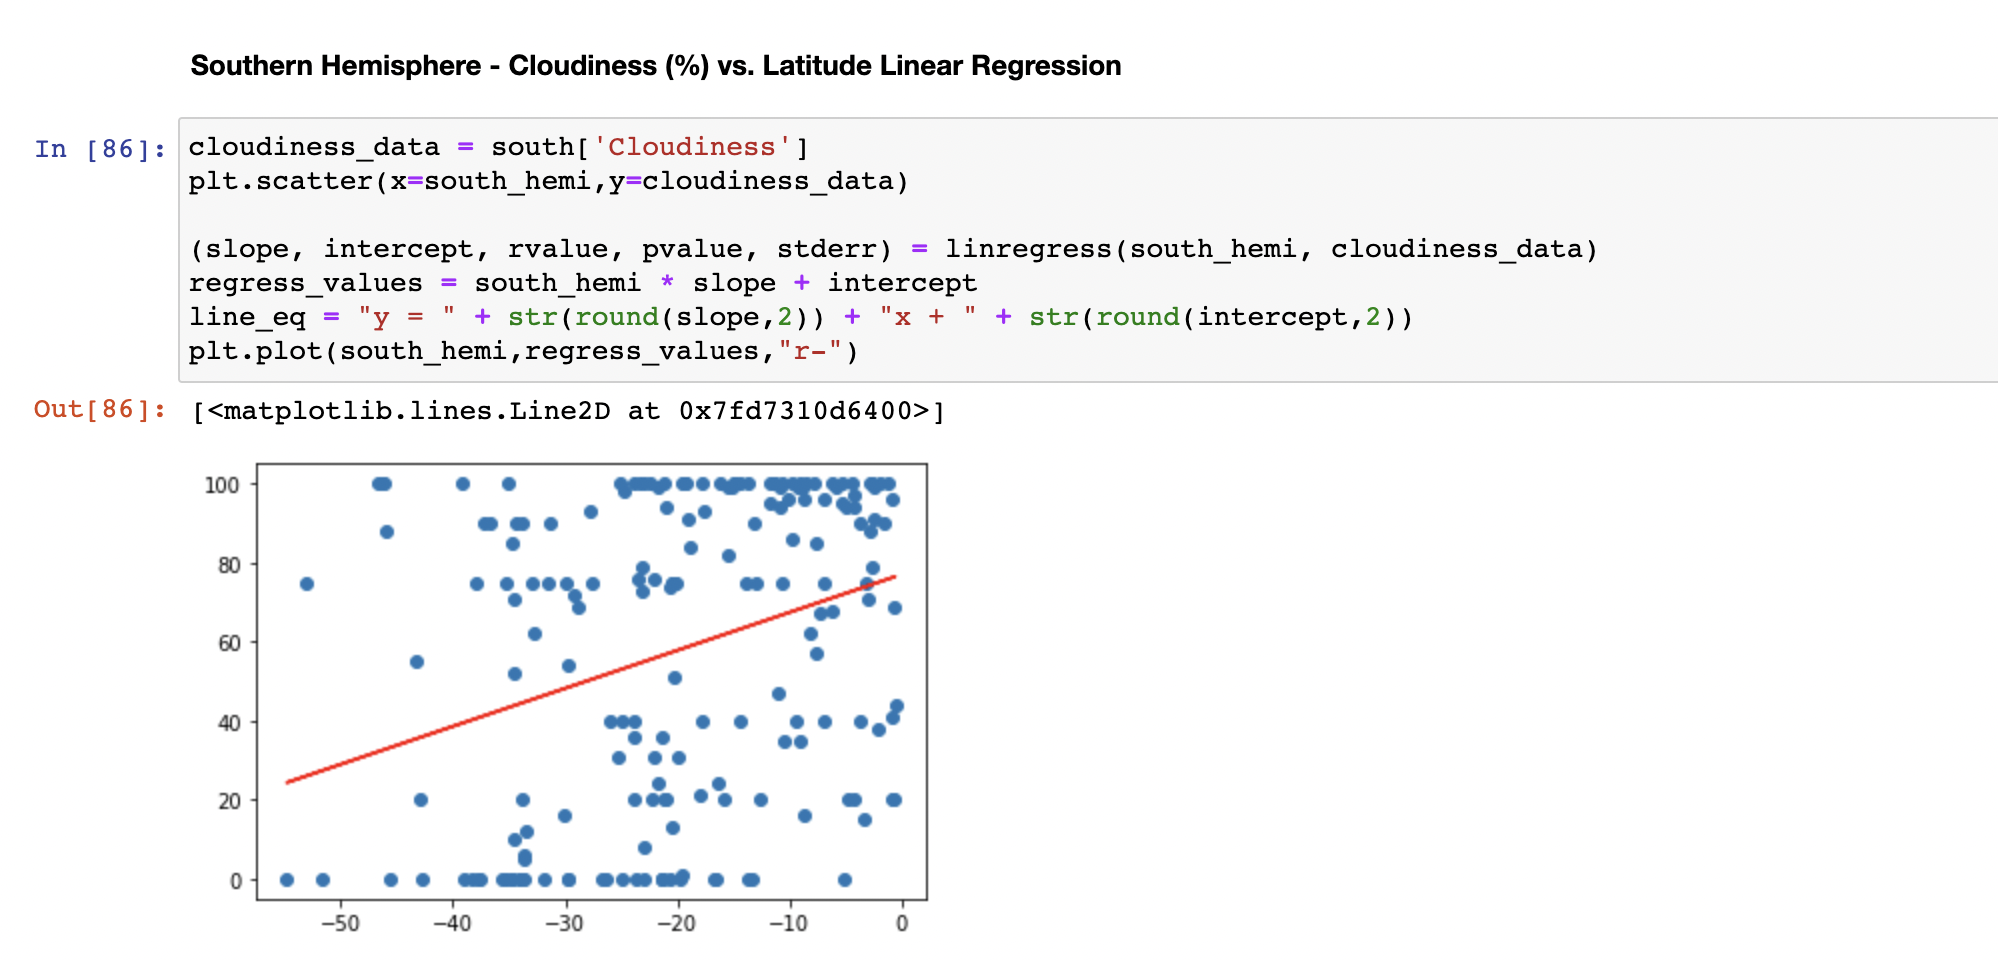 Southern Hemisphere - Cloudiness (%) vs. Latitude Linear Regression
In [86]:
cloudiness_data = south['Cloudiness']
plt.scatter(x=south_hemi,y=cloudiness_data)
(slope, intercept, rvalue, pvalue, stderr) = linregress(south_hemi, cloudiness_data)
regress_values = south_hemi * slope + intercept
line_eq = "y = " + str(round(slope,2)) + "x + " + str(round(intercept,2))
plt.plot(south_hemi,regress_values,"r-")
Out[86]: [<matplotlib.lines.Line2D at 0x7fd7310d6400>]
100
80
60
40
20
0
−50 −40 −30 −20 −10 0